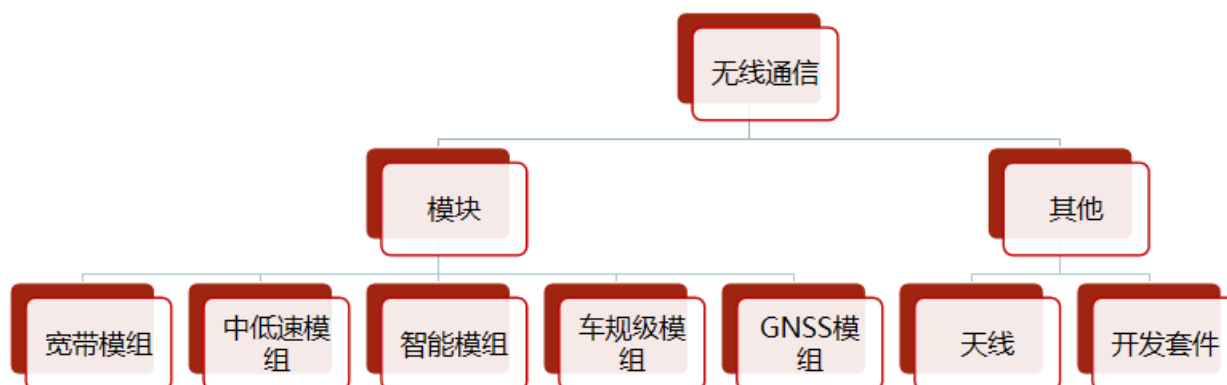 无线通信
模块
其他
宽带模组
中低速模
组
智能模组
车规级模
组
GNSS模
组
天线
开发套件